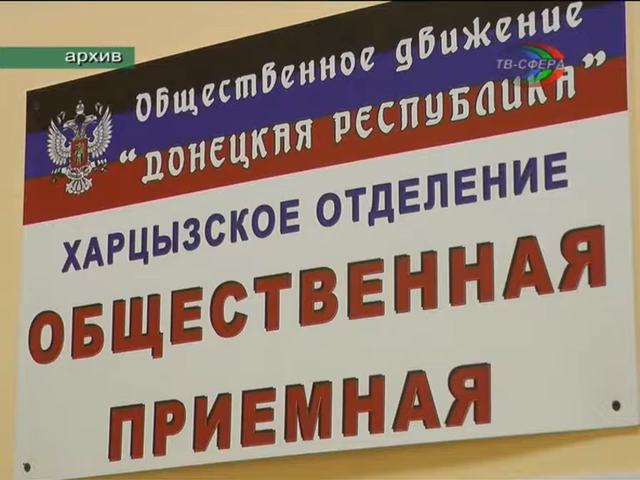 архив
ТВ-СФЕРА
Общественное движение
"ДОНЕЦКАЯ РЕСПУБЛИКА"
ХАРЦЫЗСКОЕ ОТДЕЛЕНИЕ
ОБЩЕСТВЕННАЯ
ПРИЕМНАЯ